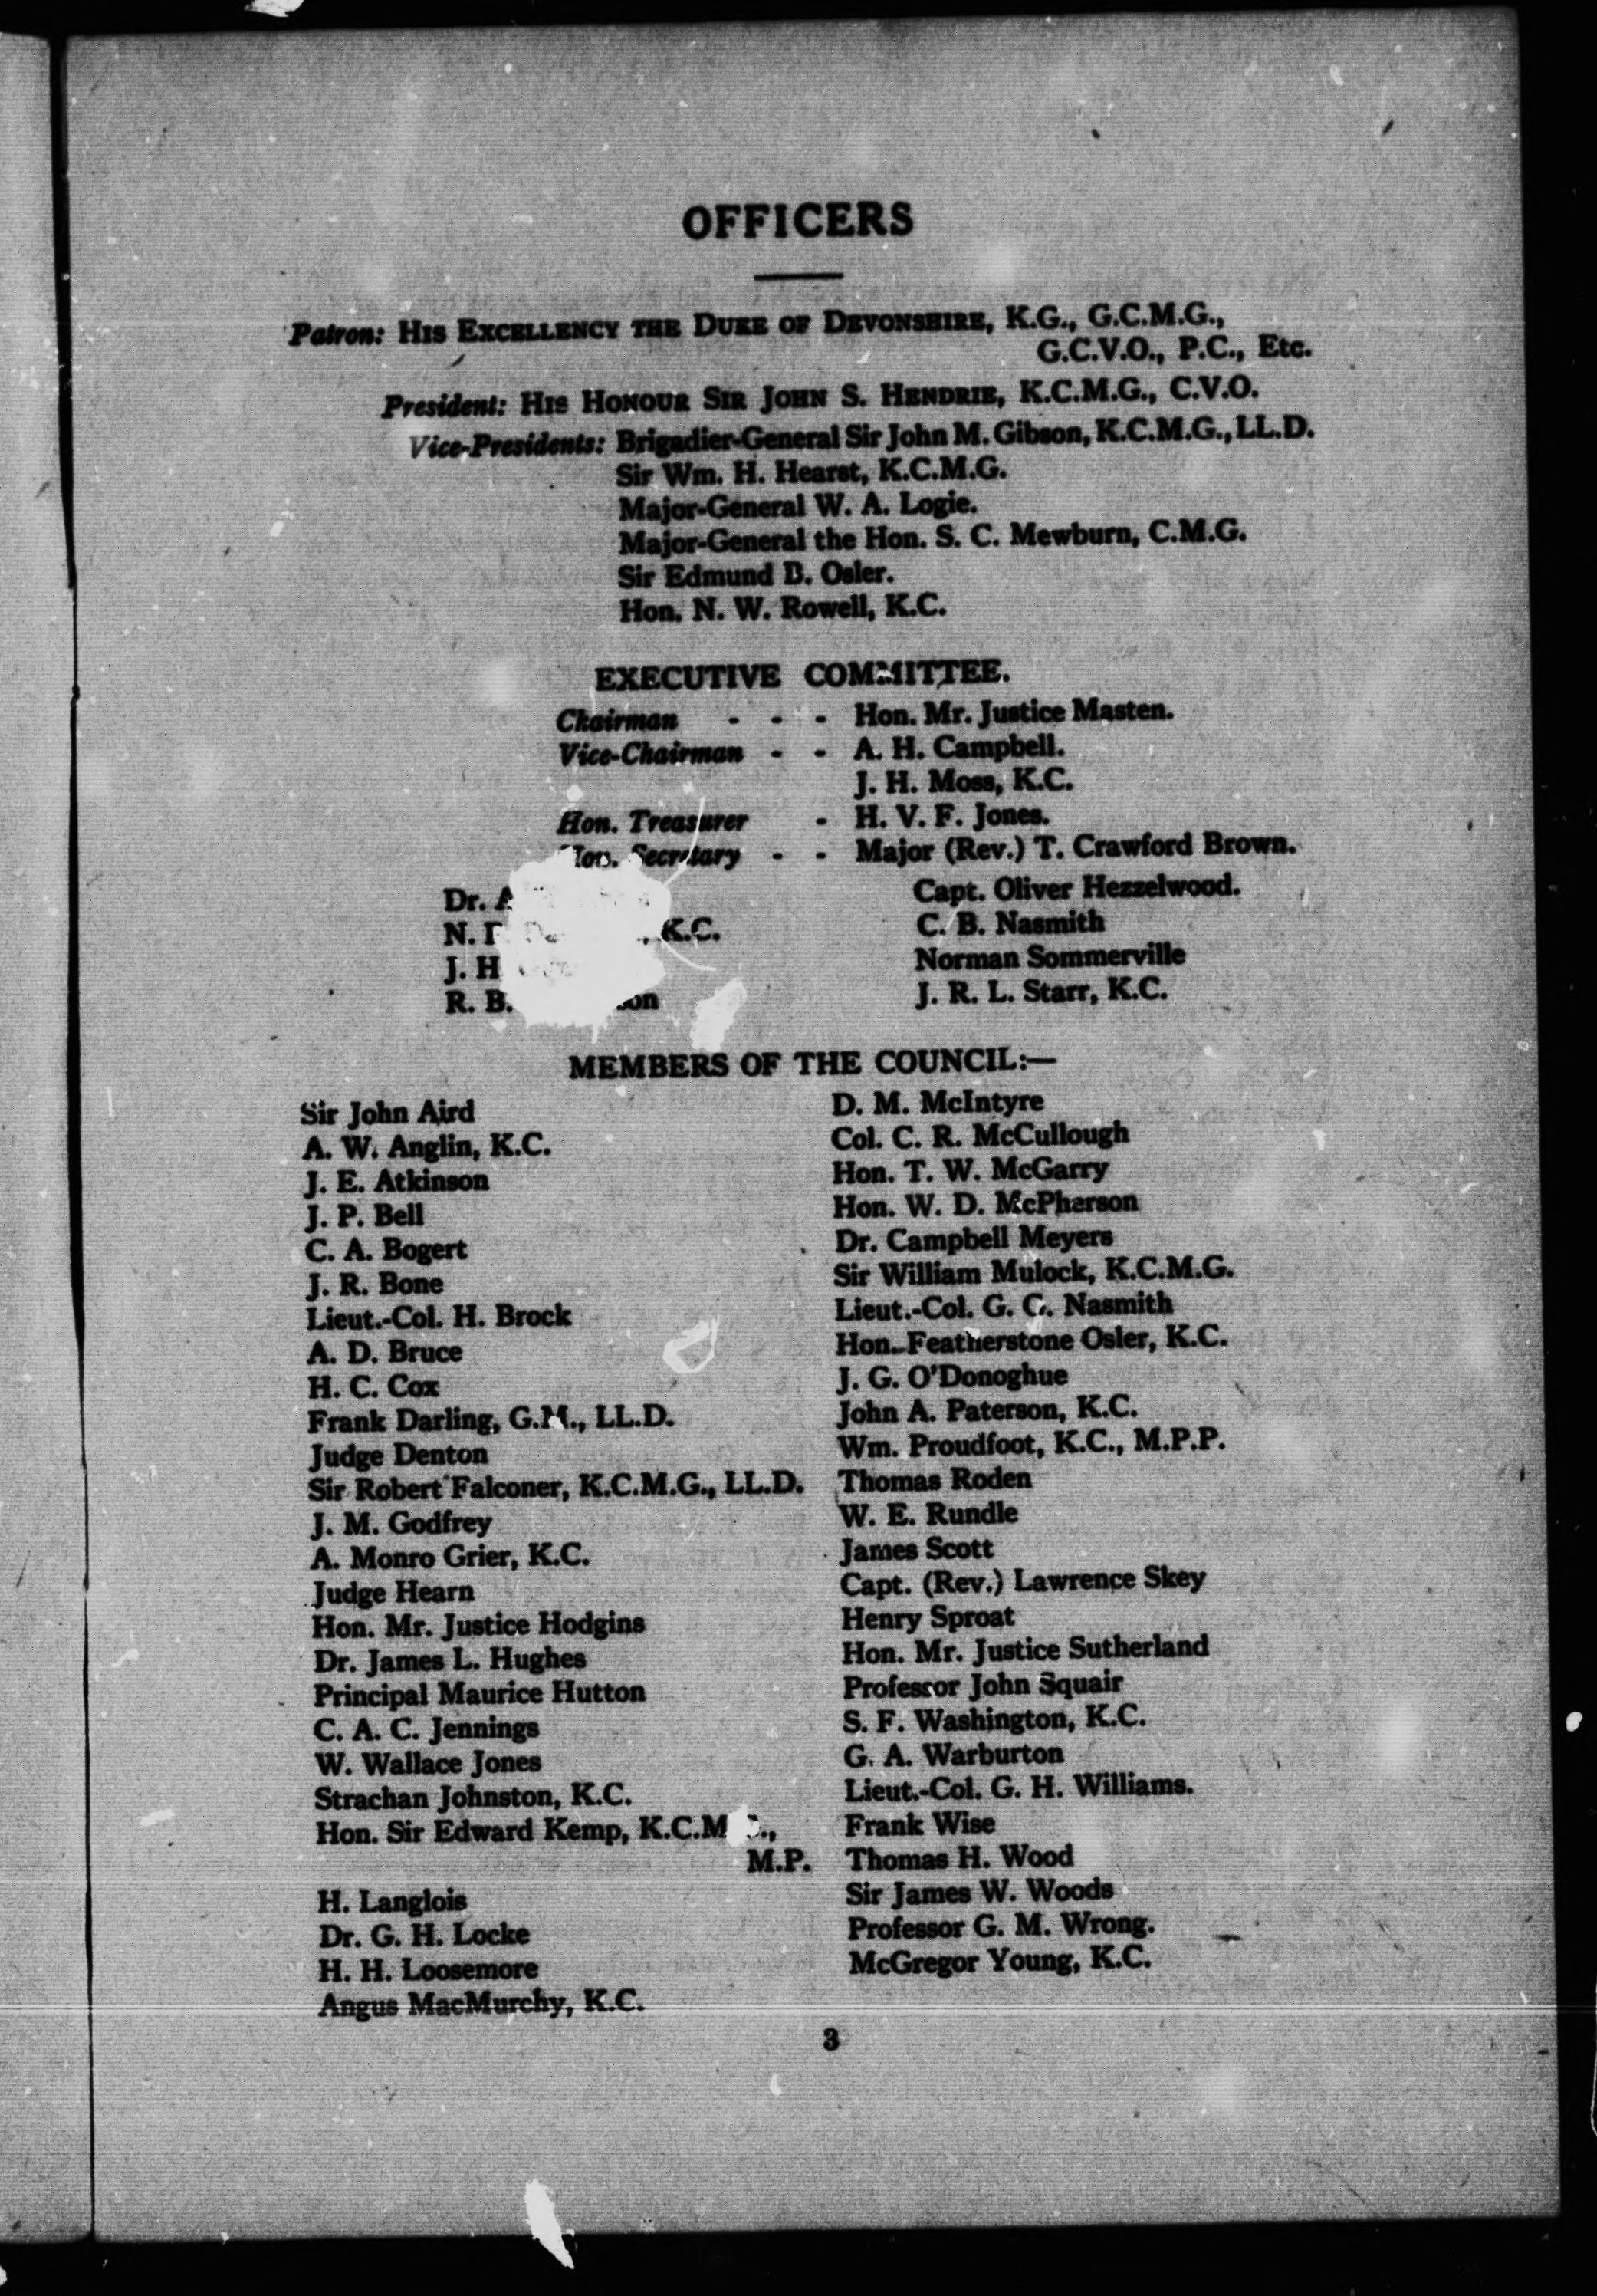 OFFICERS
Patron: HIS EXCELLENCY THE DUKE OF DEVONSHIRE, K.G., G.C.M.G.,
G.C.V.O., P.C., Etc.
President: HIS HONOUR SIR JOHN S. HENDRIE, K.C.M.G., C.V.O.
Vice-Presidents: Brigadier-General Sir John M. Gibson, K.C.M.G., LL.D.
Sir Wm. H. Hearst, K.C.M.G.
Major-General W. A. Logie.
Major-General the Hon. S. C. Mewburn, C.M.G.
Sir Edmund B. Osler.
Hon. N. W. Rowell, K.C.
EXECUTIVE COMMITTEE.
Chairman - - - Hon. Mr. Justice Masten.
Vice-Chairman - - A. H. Campbell.
J. H. Moss, K.C.
Hon. Treasurer - H. V. F. Jones.
Hon. Secretary - - Major (Rev.) T. Crawford Brown.
Dr.
N. K.C.
J. H
R. B.
Capt. Oliver Hezzelwood.
C. B. Nasmith
Norman Sommerville
J. R. L. Starr, K.C.
MEMBERS OF THE COUNCIL:—
Sir John Aird
A. W. Anglin, K.C.
J. E. Atkinson
J. P. Bell
C. A. Bogert
J. R. Bone
Lieut.-Col. H. Brock
A. D. Bruce
H. C. Cox
Frank Darling, G.M., LL.D.
Judge Denton
Sir Robert Falconer, K.C.M.G., LL.D.
J. M. Godfrey
A. Monro Grier, K.C.
Judge Hearn
Hon. Mr. Justice Hodgins
Dr. James L. Hughes
Principal Maurice Hutton
C. A. C. Jennings
W. Wallace Jones
Strachan Johnston, K.C.
Hon. Sir Edward Kemp, K.C.M.G.,
M.P.
H. Langlois
Dr. G. H. Locke
H. H. Loosemore
Angus MacMurchy, K.C.
D. M. McIntyre
Col. C. R. McCullough
Hon. T. W. McGarry
Hon. W. D. McPherson
Dr. Campbell Meyers
Sir William Mulock, K.C.M.G.
Lieut.-Col. G. G. Nasmith
Hon. Featherstone Osler, K.C.
J. G. O'Donoghue
John A. Paterson, K.C.
Wm. Proudfoot, K.C., M.P.P.
Thomas Roden
W. E. Rundle
James Scott
Capt. (Rev.) Lawrence Skey
Henry Sproat
Hon. Mr. Justice Sutherland
Professor John Squair
S. F. Washington, K.C.
G. A. Warburton
Lieut.-Col. G. H. Williams.
Frank Wise
Thomas H. Wood
Sir James W. Woods
Professor G. M. Wrong.
McGregor Young, K.C.
3